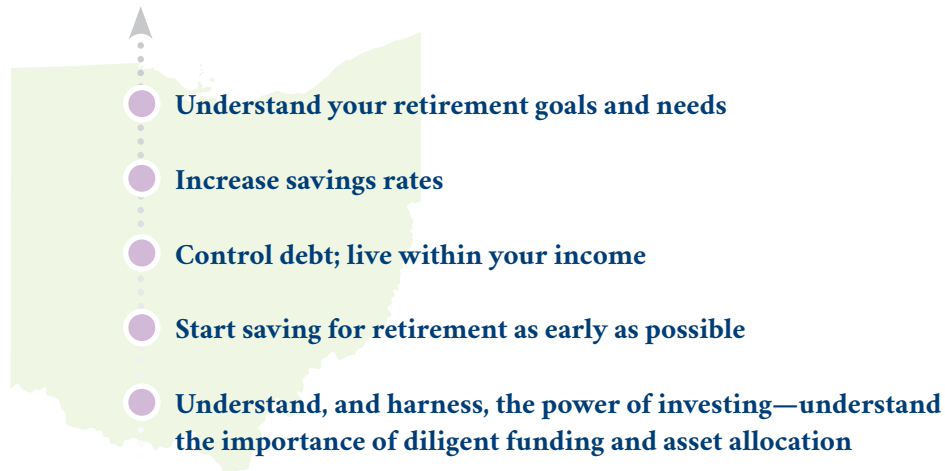 Understand your retirement goals and needs
Increase savings rates
Control debt; live within your income
Start saving for retirement as early as possible
Understand, and harness, the power of investing—understand
the importance of diligent funding and asset allocation